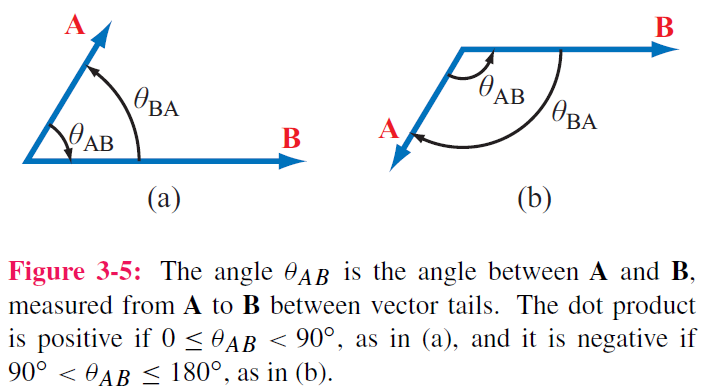 A
B
θBA
θAB
θAB
θBA
B
A
(a)
(b)
Figure 3-5: The angle θAB is the angle between A and B,
measured from A to B between vector tails. The dot product
is positive if 0 ≤ θAB < 90°, as in (a), and it is negative if
90° < θAB ≤ 180°, as in (b).